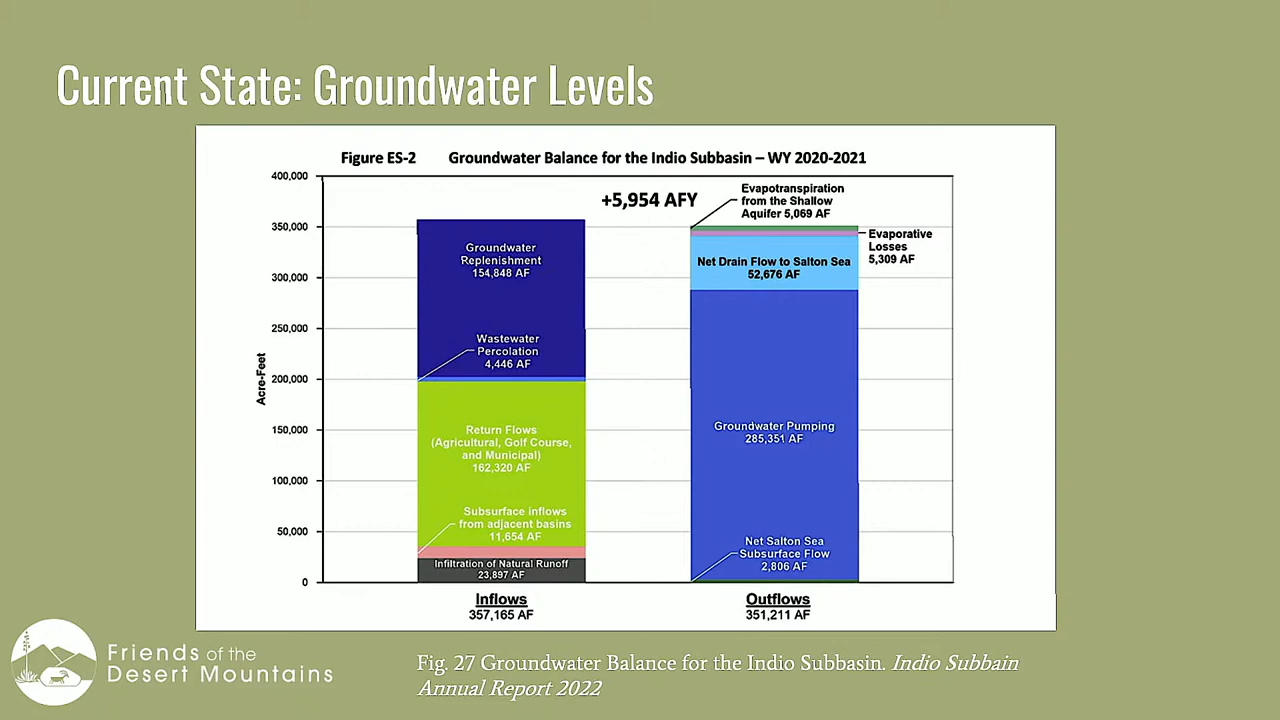 Current State: Groundwater Levels
Figure ES-2 Groundwater Balance for the Indio Subbasin – WY 2020-2021
400,000
350,000
300,000
250,000
200,000
150,000
100,000
50,000
0
Acre-Feet
+5,954 AFY
Groundwater
Replenishment
154,848 AF
Wastewater
Percolation
4,446 AF
Return Flows
(Agricultural, Golf Course,
and Municipal)
162,320 AF
Subsurface inflows
from adjacent basins
11,654 AF
Infiltration of Natural Runoff
23,897 AF
Inflows
357,165 AF
Evapotranspiration
from the Shallow
Aquifer 5,069 AF
Evaporative
Losses
5,309 AF
Net Drain Flow to Salton Sea
52,676 AF
Groundwater Pumping
285,351 AF
Net Salton Sea
Subsurface Flow
2,806 AF
Outflows
351,211 AF
Friends of the
Desert Mountains
Fig. 27 Groundwater Balance for the Indio Subbasin. Indio Subbain
Annual Report 2022